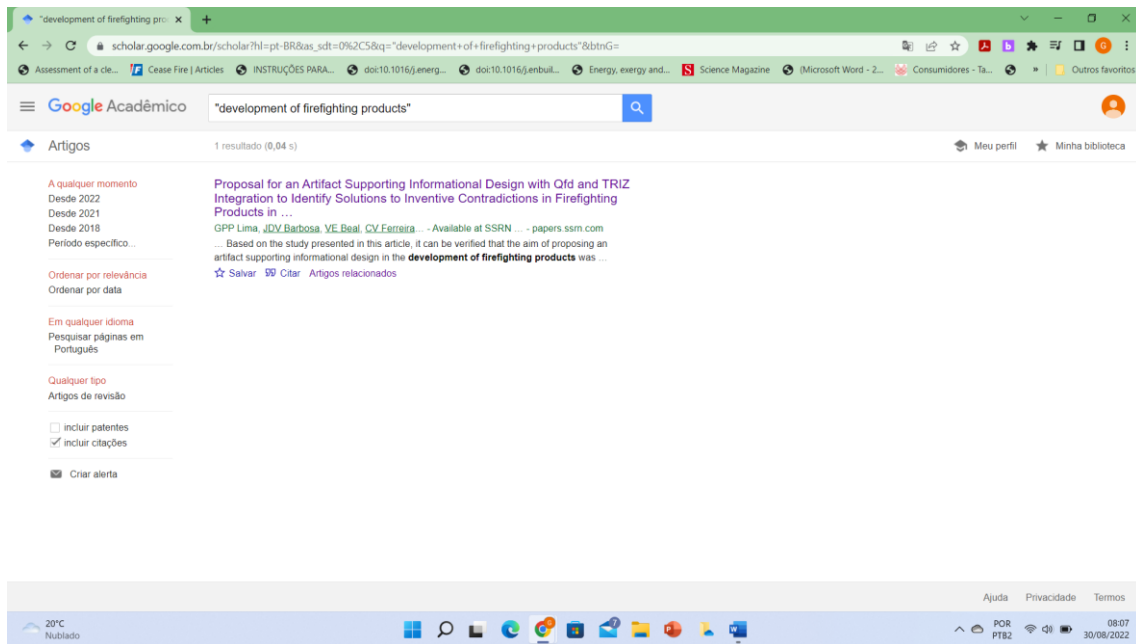 "development of firefighting pro
scholar.google.com.br/scholar?hl=pt-BR&as_sdt=0%2C5&q="development+of+firefighting+products"&btnG=
Assessment of a cle... Cease Fire | Articles INSTRUÇÕES PARA... doi:10.1016/j.energ... doi:10.1016/j.enbuil... Energy, exergy and... Science Magazine (Microsoft Word - 2... Consumidores - Ta... » Outros favoritos
Google Acadêmico "development of firefighting products"
Artigos 1 resultado (0,04 s) Meu perfil Minha biblioteca
A qualquer momento
Desde 2022
Desde 2021
Desde 2018
Período específico...
Ordenar por relevância
Ordenar por data
Em qualquer idioma
Pesquisar páginas em
Português
Qualquer tipo
Artigos de revisão
incluir patentes
incluir citações
Criar alerta
Proposal for an Artifact Supporting Informational Design with Qfd and TRIZ
Integration to Identify Solutions to Inventive Contradictions in Firefighting
Products in …
GPP Lima, JDV Barbosa, VE Beal, CV Ferreira… - Available at SSRN … - papers.ssrn.com
… Based on the study presented in this article, it can be verified that the aim of proposing an
artifact supporting informational design in the development of firefighting products was …
Salvar Citar Artigos relacionados
Ajuda Privacidade Termos
20°C
Nublado
POR
PTB2
08:07
30/08/2022